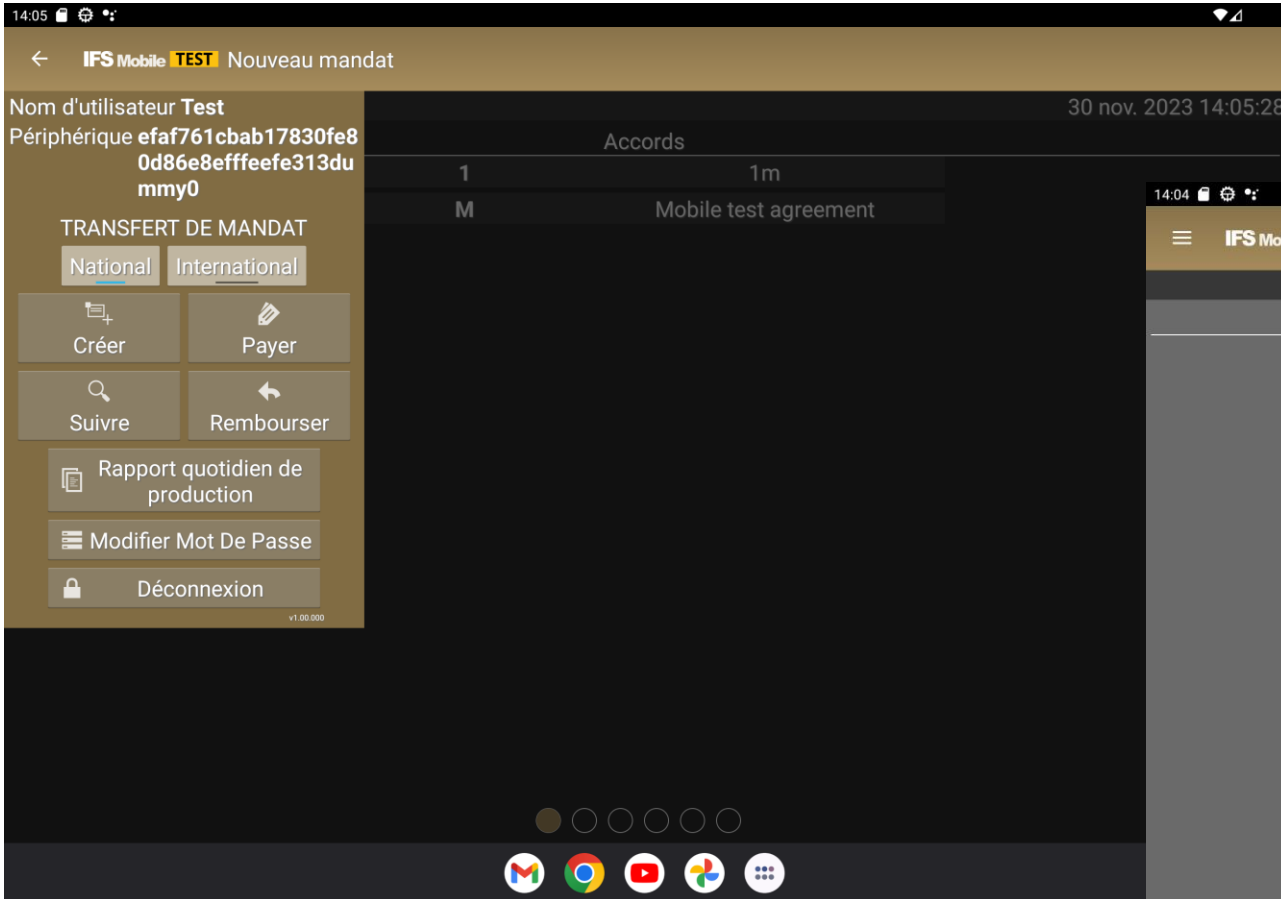 14:05
IFS Mobile TEST Nouveau mandat
Nom d'utilisateur Test
Périphérique efaf761cbab17830fe8
0d86e8efffeefe313du
mmy0
TRANSFERT DE MANDAT
National International
Créer Payer
Suivre Rembourser
Rapport quotidien de
production
Modifier Mot De Passe
Déconnexion
v1.00.000
30 nov. 2023 14:05:28
Accords
1 1m
M Mobile test agreement
14:04
IFS Mo